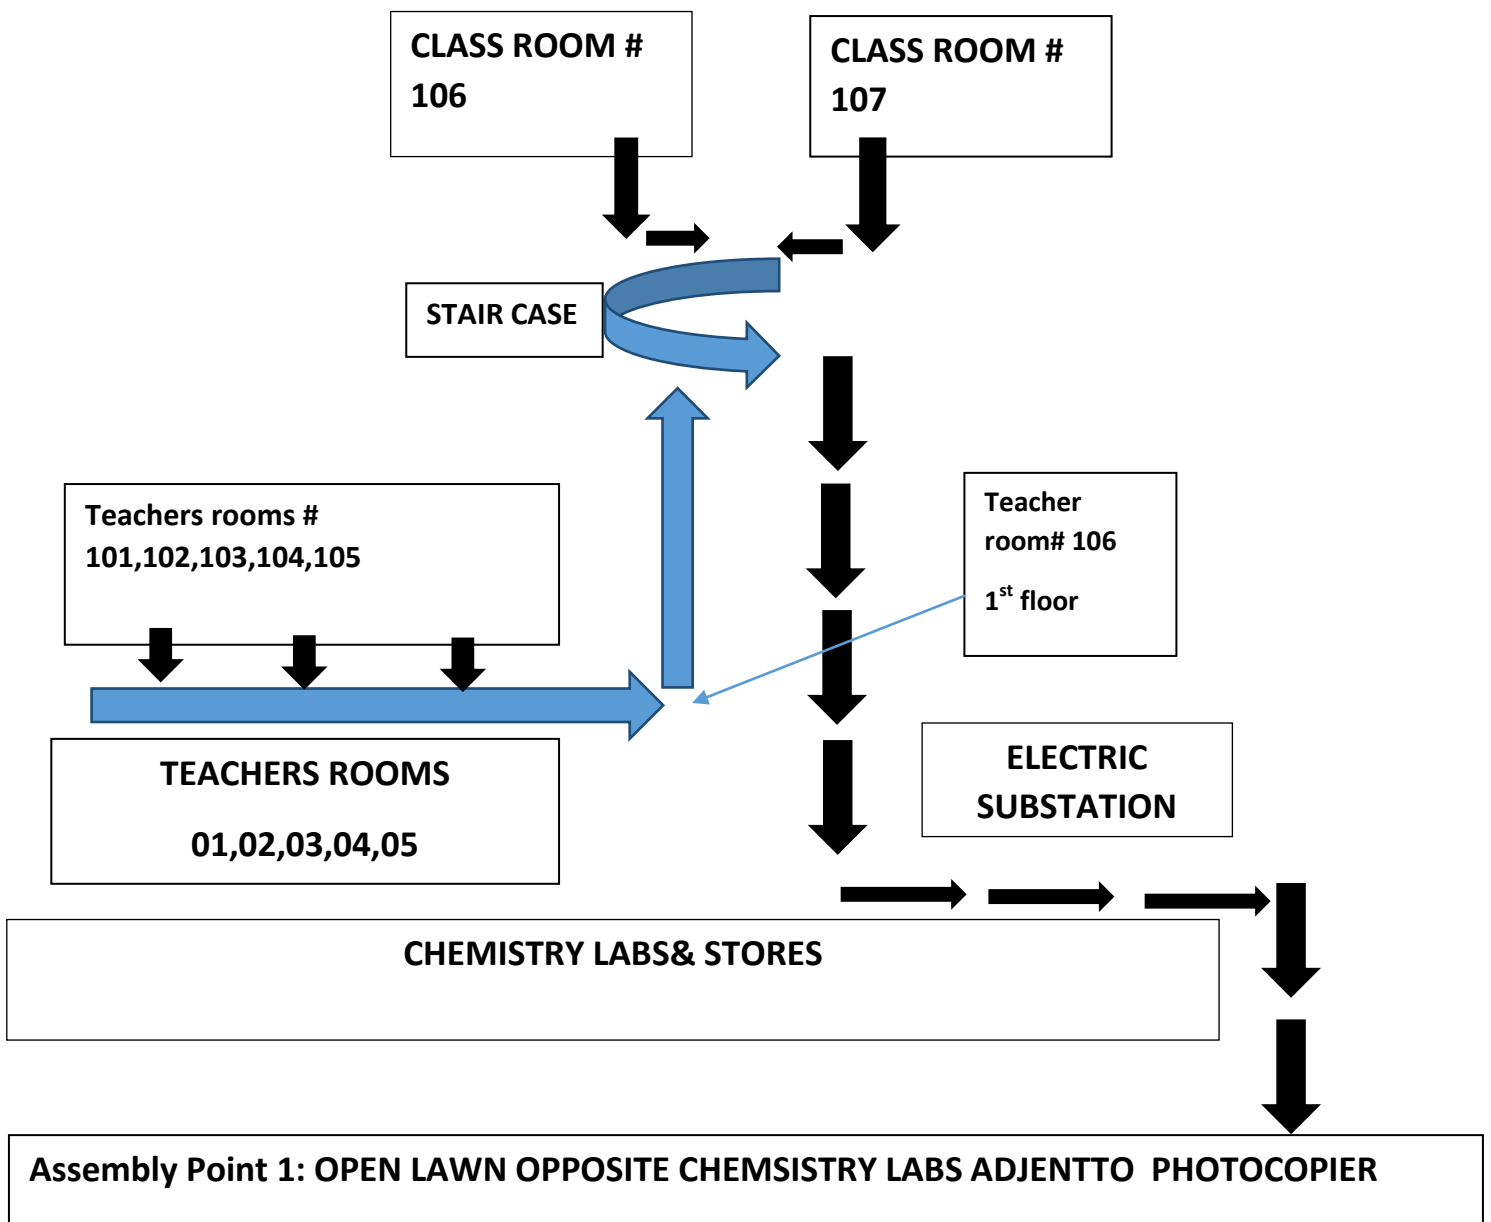 CLASS ROOM #
106
CLASS ROOM #
107
STAIR CASE
Teachers rooms #
101,102,103,104,105
Teacher
room# 106
1st floor
TEACHERS ROOMS
01,02,03,04,05
ELECTRIC
SUBSTATION
CHEMISTRY LABS& STORES
Assembly Point 1: OPEN LAWN OPPOSITE CHEMSISTRY LABS ADJENTTO PHOTOCOPIER